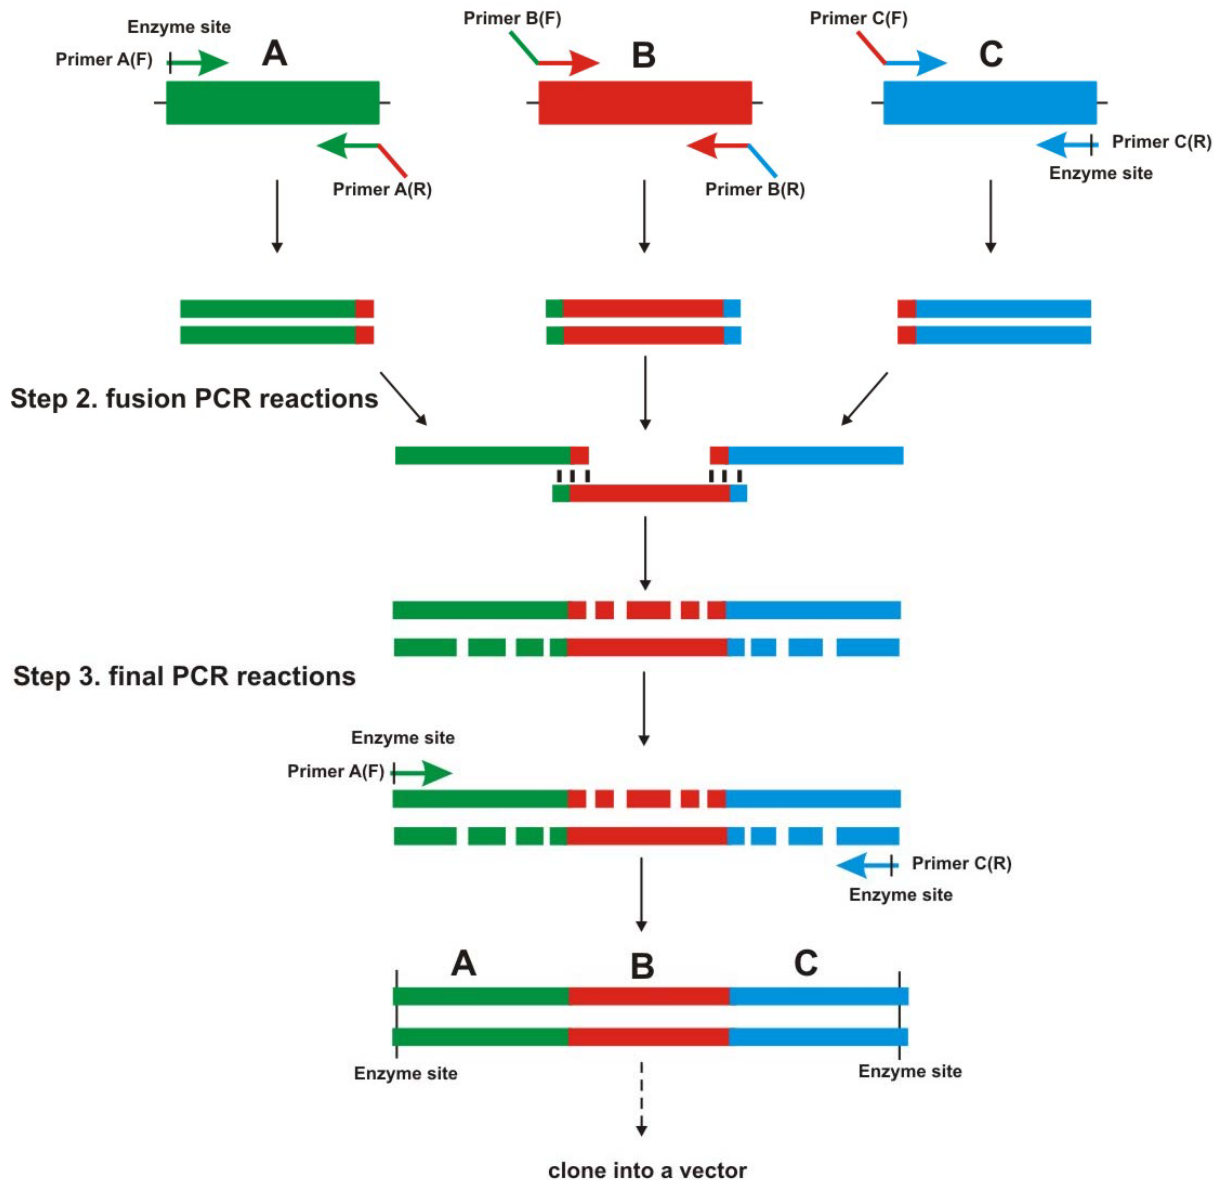 Enzyme site
Primer A(F)
A
Primer B(F)
B
Primer C(F)
C
Primer A(R)
Primer B(R)
Primer C(R)
Enzyme site
Step 2. fusion PCR reactions
Step 3. final PCR reactions
Enzyme site
Primer A(F)
Primer C(R)
Enzyme site
A
B
C
Enzyme site
Enzyme site
clone into a vector